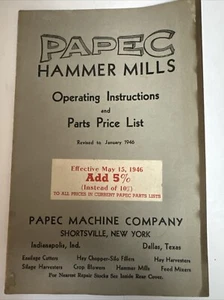 PAPEC
HAMMER MILLS
Operating Instructions
and
Parts Price List
Revised to January 1946
Effective May 15, 1946
Add 5%
(Instead of 10%)
TO ALL PRICES IN CURRENT PAPEC PARTS LISTS
PAPEC MACHINE COMPANY
SHORTSVILLE, NEW YORK
Indianapolis, Ind. Dallas, Texas
Ensilage Cutters Hay Chopper-Silo Fillers Hay Harvesters
Silage Harvesters Crop Blowers Hammer Mills Feed Mixers
For Nearest Repair Stocks See Inside Rear Cover.